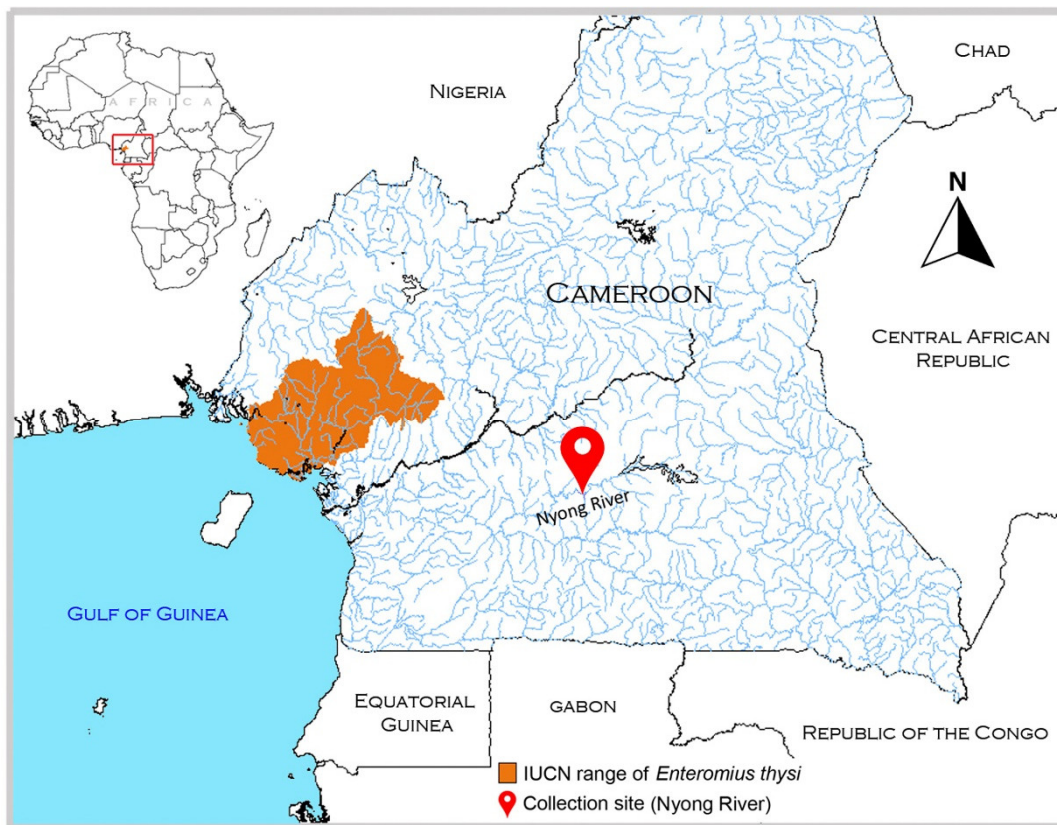 AFRICA
NIGERIA
CHAD
N
CAMEROON
CENTRAL AFRICAN
REPUBLIC
Nyong River
GULF OF GUINEA
EQUATORIAL
GUINEA
GABON
REPUBLIC OF THE CONGO
IUCN range of Enteromius thysi
Collection site (Nyong River)